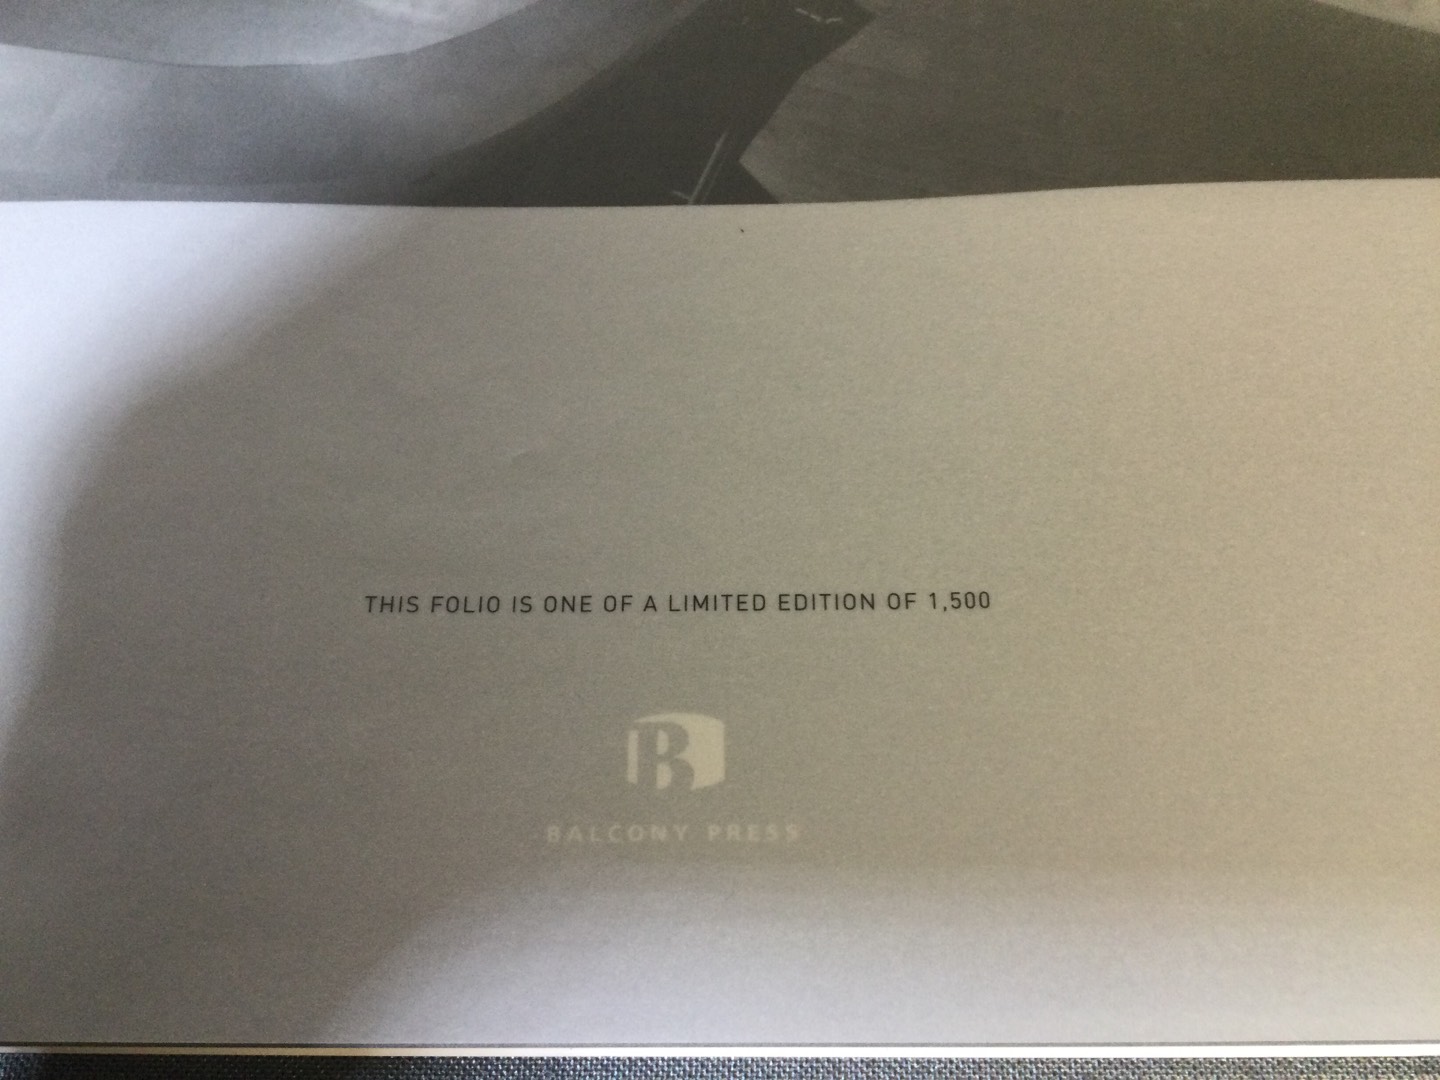 THIS FOLIO IS ONE OF A LIMITED EDITION OF 1,500
B
BALCONY PRESS